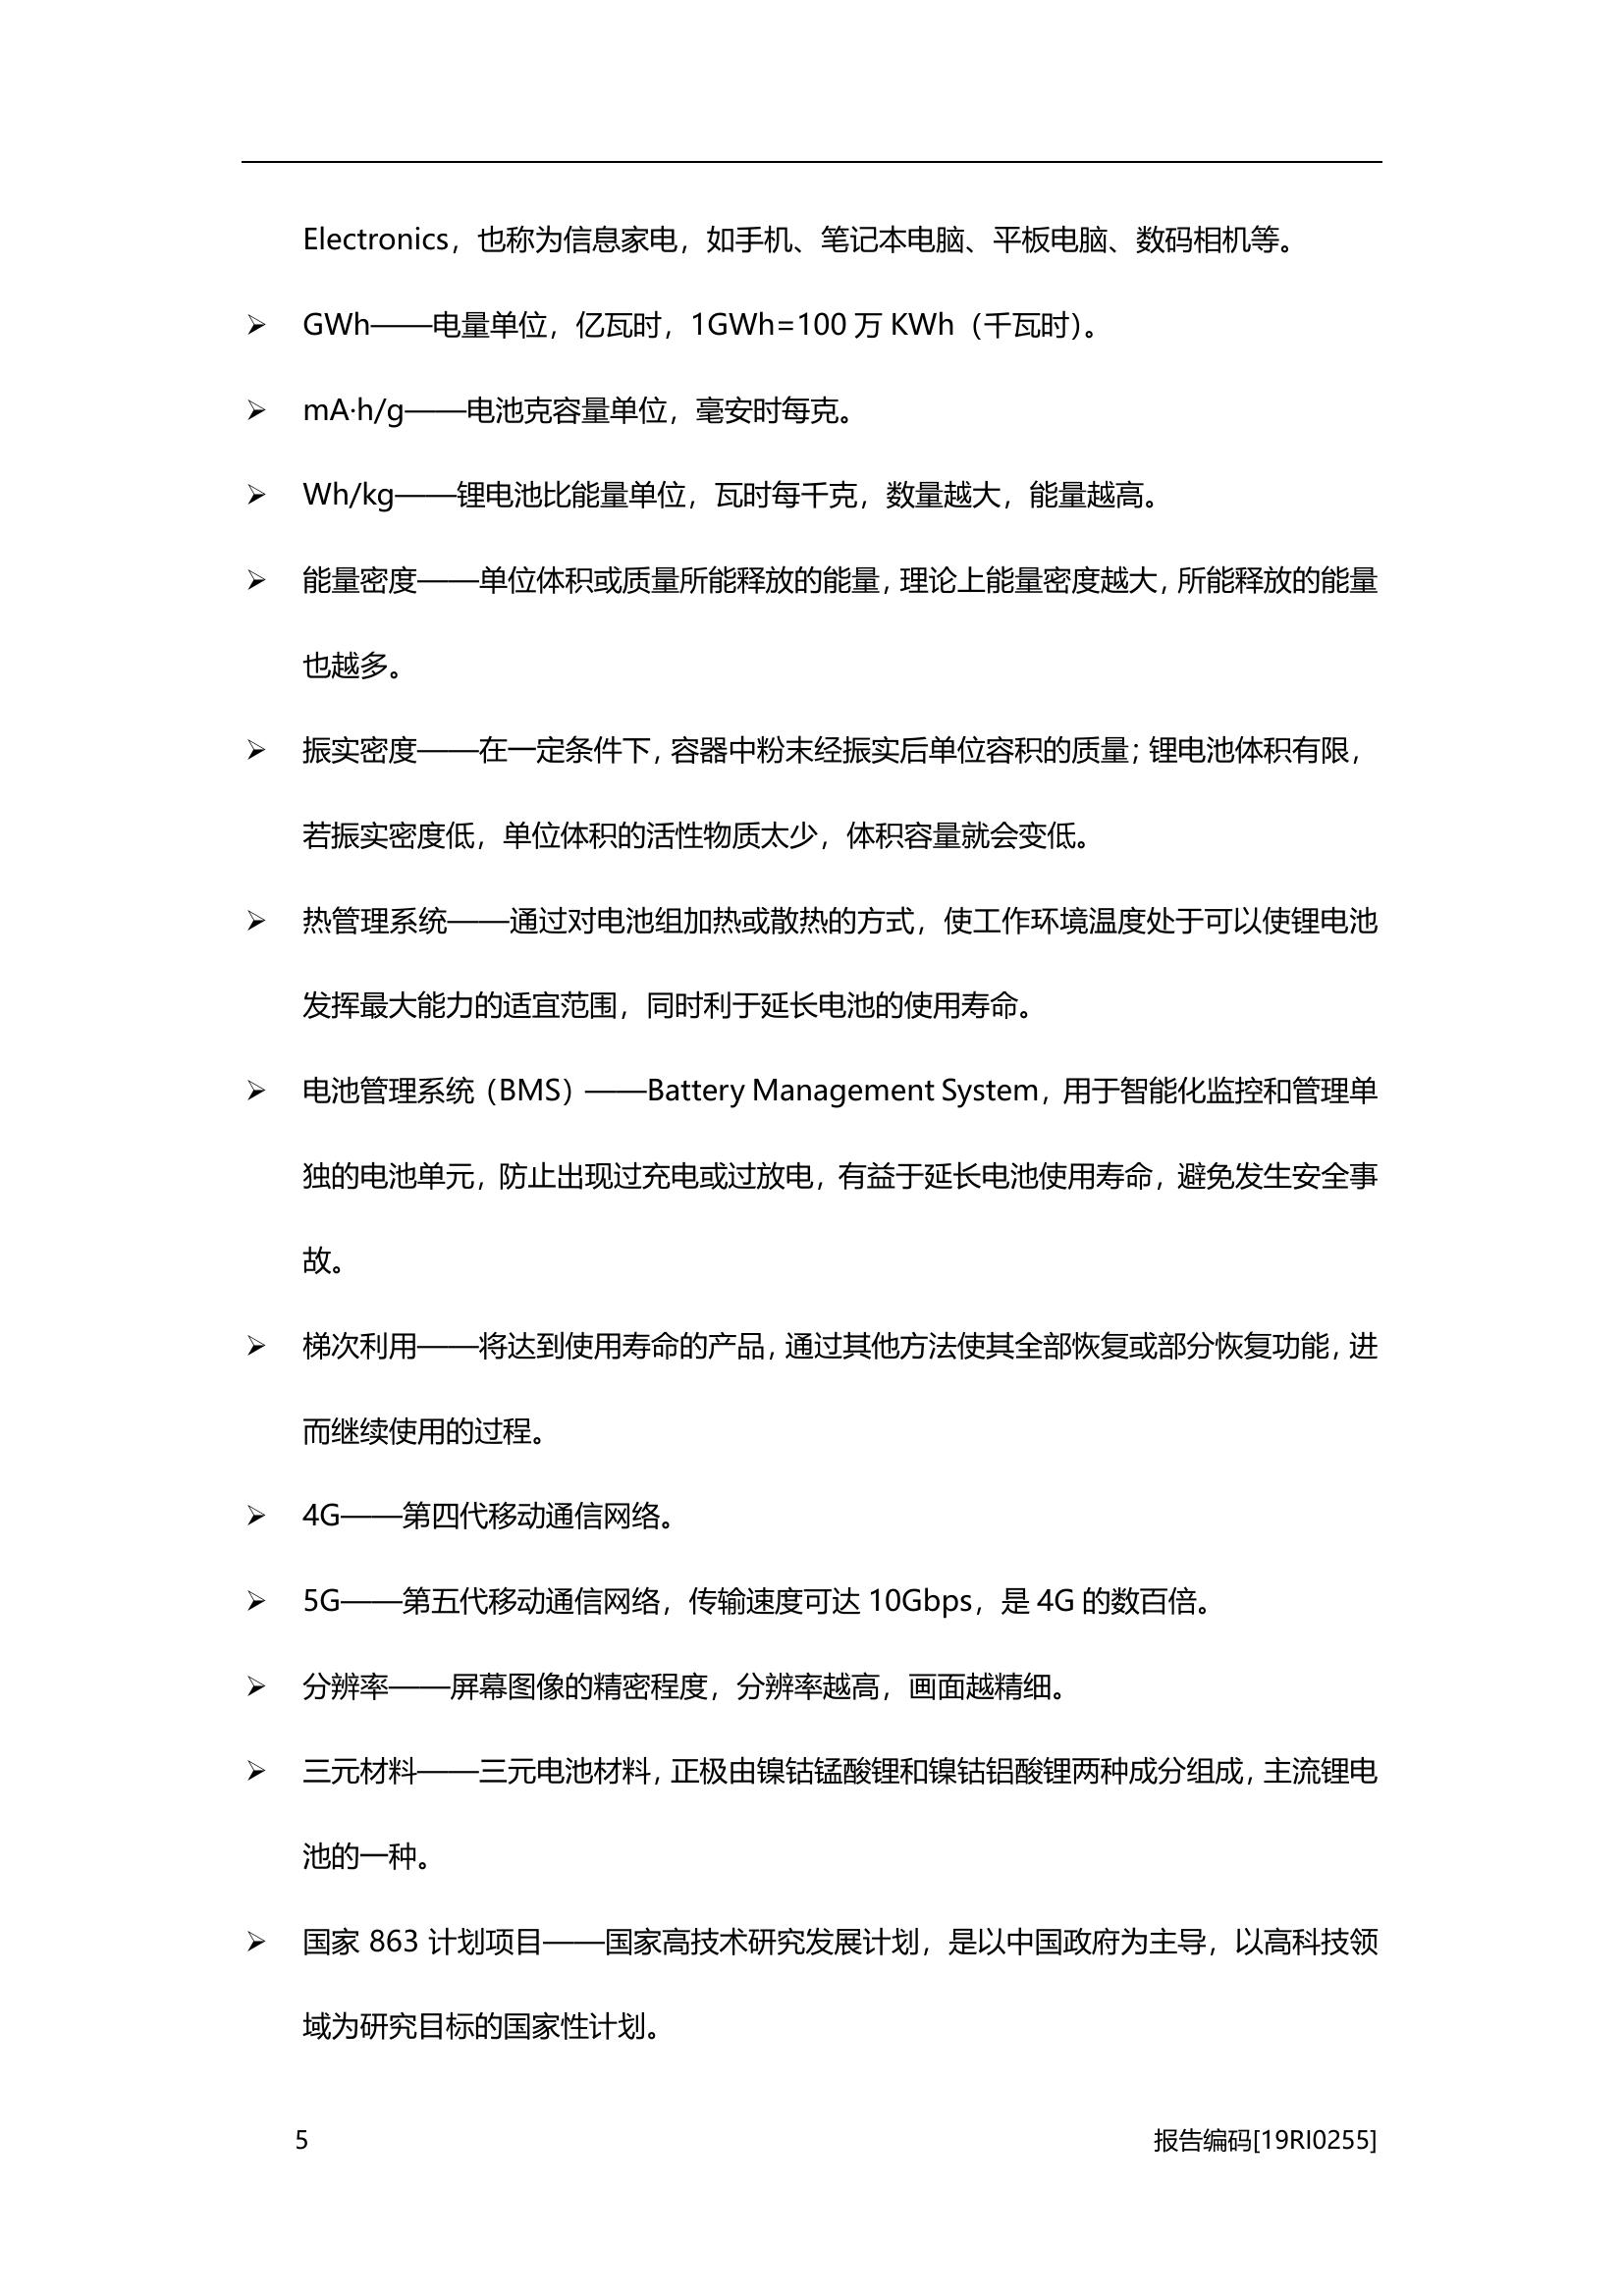 Electronics，也称为信息家电，如手机、笔记本电脑、平板电脑、数码相机等。
➢ GWh——电量单位，亿瓦时，1GWh=100 万 KWh（千瓦时）。
➢ mA·h/g——电池克容量单位，毫安时每克。
➢ Wh/kg——锂电池比能量单位，瓦时每千克，数量越大，能量越高。
➢ 能量密度——单位体积或质量所能释放的能量，理论上能量密度越大，所能释放的能量
也越多。
➢ 振实密度——在一定条件下，容器中粉末经振实后单位容积的质量；锂电池体积有限，
若振实密度低，单位体积的活性物质太少，体积容量就会变低。
➢ 热管理系统——通过对电池组加热或散热的方式，使工作环境温度处于可以使锂电池
发挥最大能力的适宜范围，同时利于延长电池的使用寿命。
➢ 电池管理系统（BMS）——Battery Management System，用于智能化监控和管理单
独的电池单元，防止出现过充电或过放电，有益于延长电池使用寿命，避免发生安全事
故。
➢ 梯次利用——将达到使用寿命的产品，通过其他方法使其全部恢复或部分恢复功能，进
而继续使用的过程。
➢ 4G——第四代移动通信网络。
➢ 5G——第五代移动通信网络，传输速度可达 10Gbps，是 4G 的数百倍。
➢ 分辨率——屏幕图像的精密程度，分辨率越高，画面越精细。
➢ 三元材料——三元电池材料，正极由镍钴锰酸锂和镍钴铝酸锂两种成分组成，主流锂电
池的一种。
➢ 国家 863 计划项目——国家高技术研究发展计划，是以中国政府为主导，以高科技领
域为研究目标的国家性计划。
5 报告编码[19RI0255]